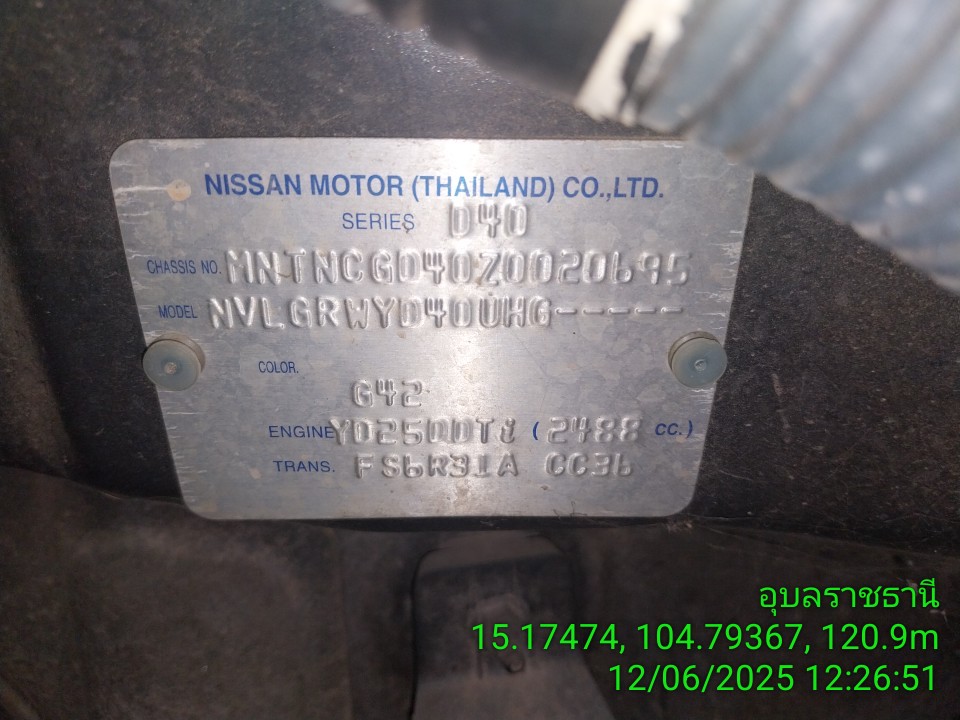 NISSAN MOTOR (THAILAND) CO.,LTD.
SERIES D40
CHASSIS NO. MNTNCGD40Z0020695
MODEL NVLGRWYD40UHG-----
COLOR.
G42
ENGINE YD25DDTi ( 2488 cc.)
TRANS. FS6R31A CC36
อุบลราชธานี
15.17474, 104.79367, 120.9m
12/06/2025 12:26:51